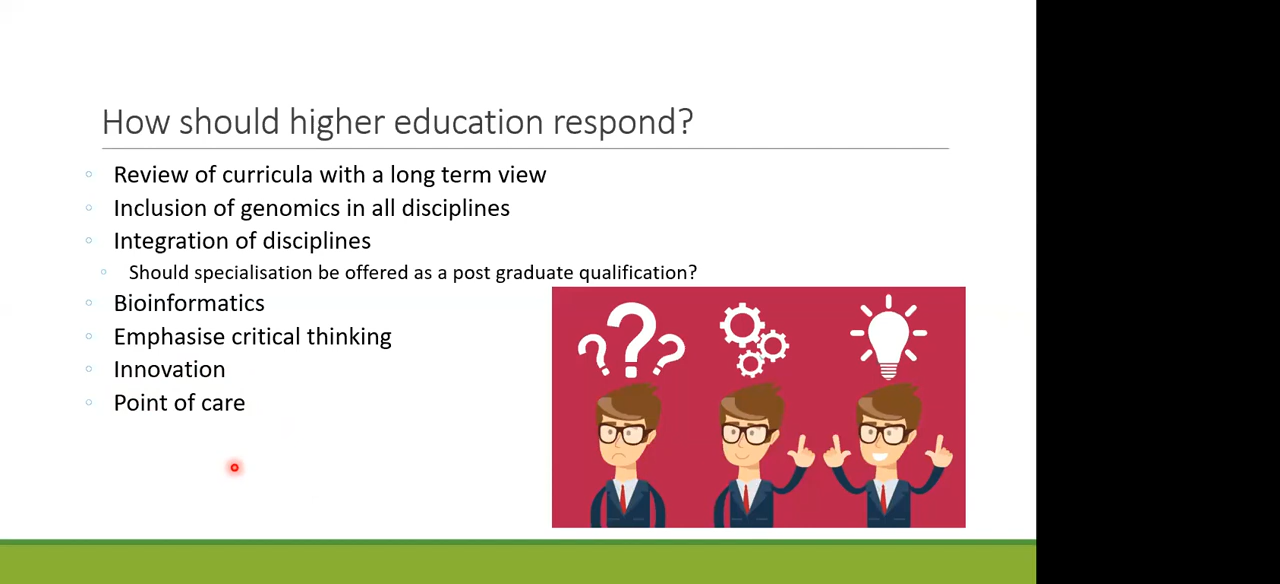 How should higher education respond?
Review of curricula with a long term view
Inclusion of genomics in all disciplines
Integration of disciplines
Should specialisation be offered as a post graduate qualification?
Bioinformatics
Emphasise critical thinking
Innovation
Point of care
???